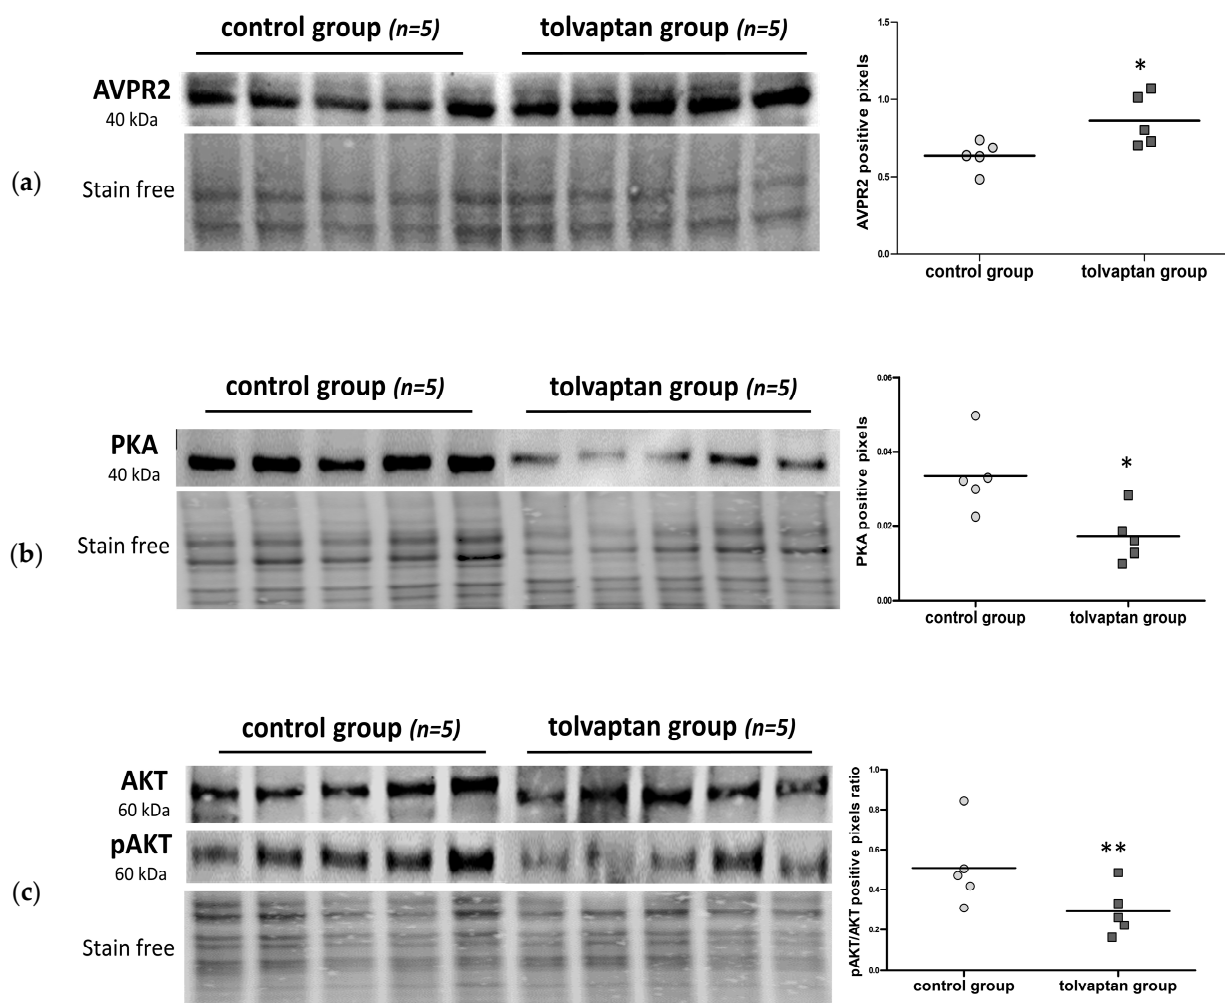 control group (n=5)
tolvaptan group (n=5)
AVPR2
40 kDa
Stain free
(a)
AVPR2 positive pixels
1.5
1.0
0.5
0.0
*
control group
tolvaptan group
control group (n=5)
tolvaptan group (n=5)
PKA
40 kDa
Stain free
(b)
PKA positive pixels
0.06
0.04
0.02
0.00
*
control group
tolvaptan group
control group (n=5)
tolvaptan group (n=5)
AKT
60 kDa
pAKT
60 kDa
Stain free
(c)
pAKT/AKT positive pixels ratio
1.0
0.8
0.6
0.4
0.2
0.0
**
control group
tolvaptan group